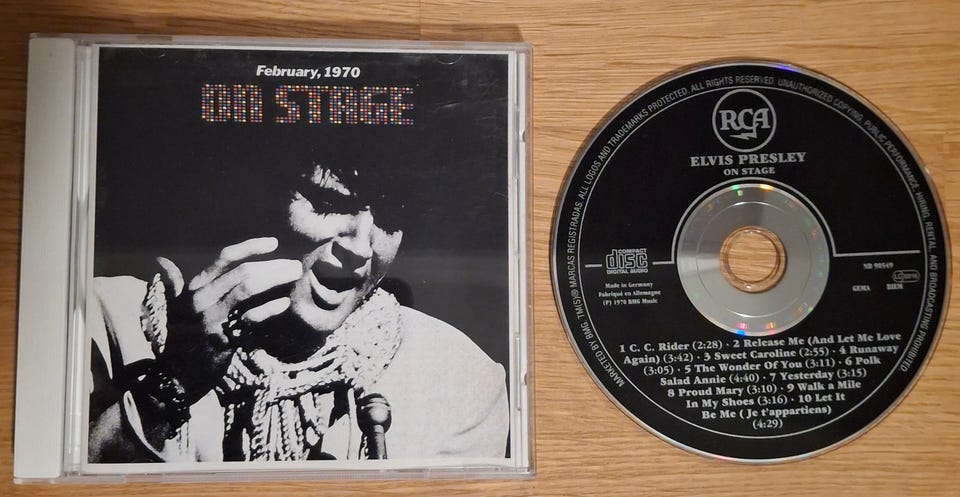 February, 1970
ON STAGE
RCA
ELVIS PRESLEY
ON STAGE
COMPACT
disc
DIGITAL AUDIO
Made in Germany
Fabriqué en Allemagne
(P) 1970 BMG Music
ND 90549
GEMA BIEM
1 C. C. Rider (2:28) · 2 Release Me (And Let Me Love
Again) (3:42) · 3 Sweet Caroline (2:55) · 4 Runaway
(3:05) · 5 The Wonder Of You (3:11) · 6 Polk
Salad Annie (4:40) · 7 Yesterday (3:15)
8 Proud Mary (3:10) · 9 Walk a Mile
In My Shoes (3:16) · 10 Let It
Be Me ( Je t'appartiens)
(4:29)
MARKETED BY BMG. TM(S)® MARCAS REGISTRADAS. ALL LOGOS AND TRADEMARKS PROTECTED. ALL RIGHTS RESERVED. UNAUTHORIZED COPYING, PUBLIC PERFORMANCE, HIRING, RENTAL AND BROADCASTING PROHIBITED